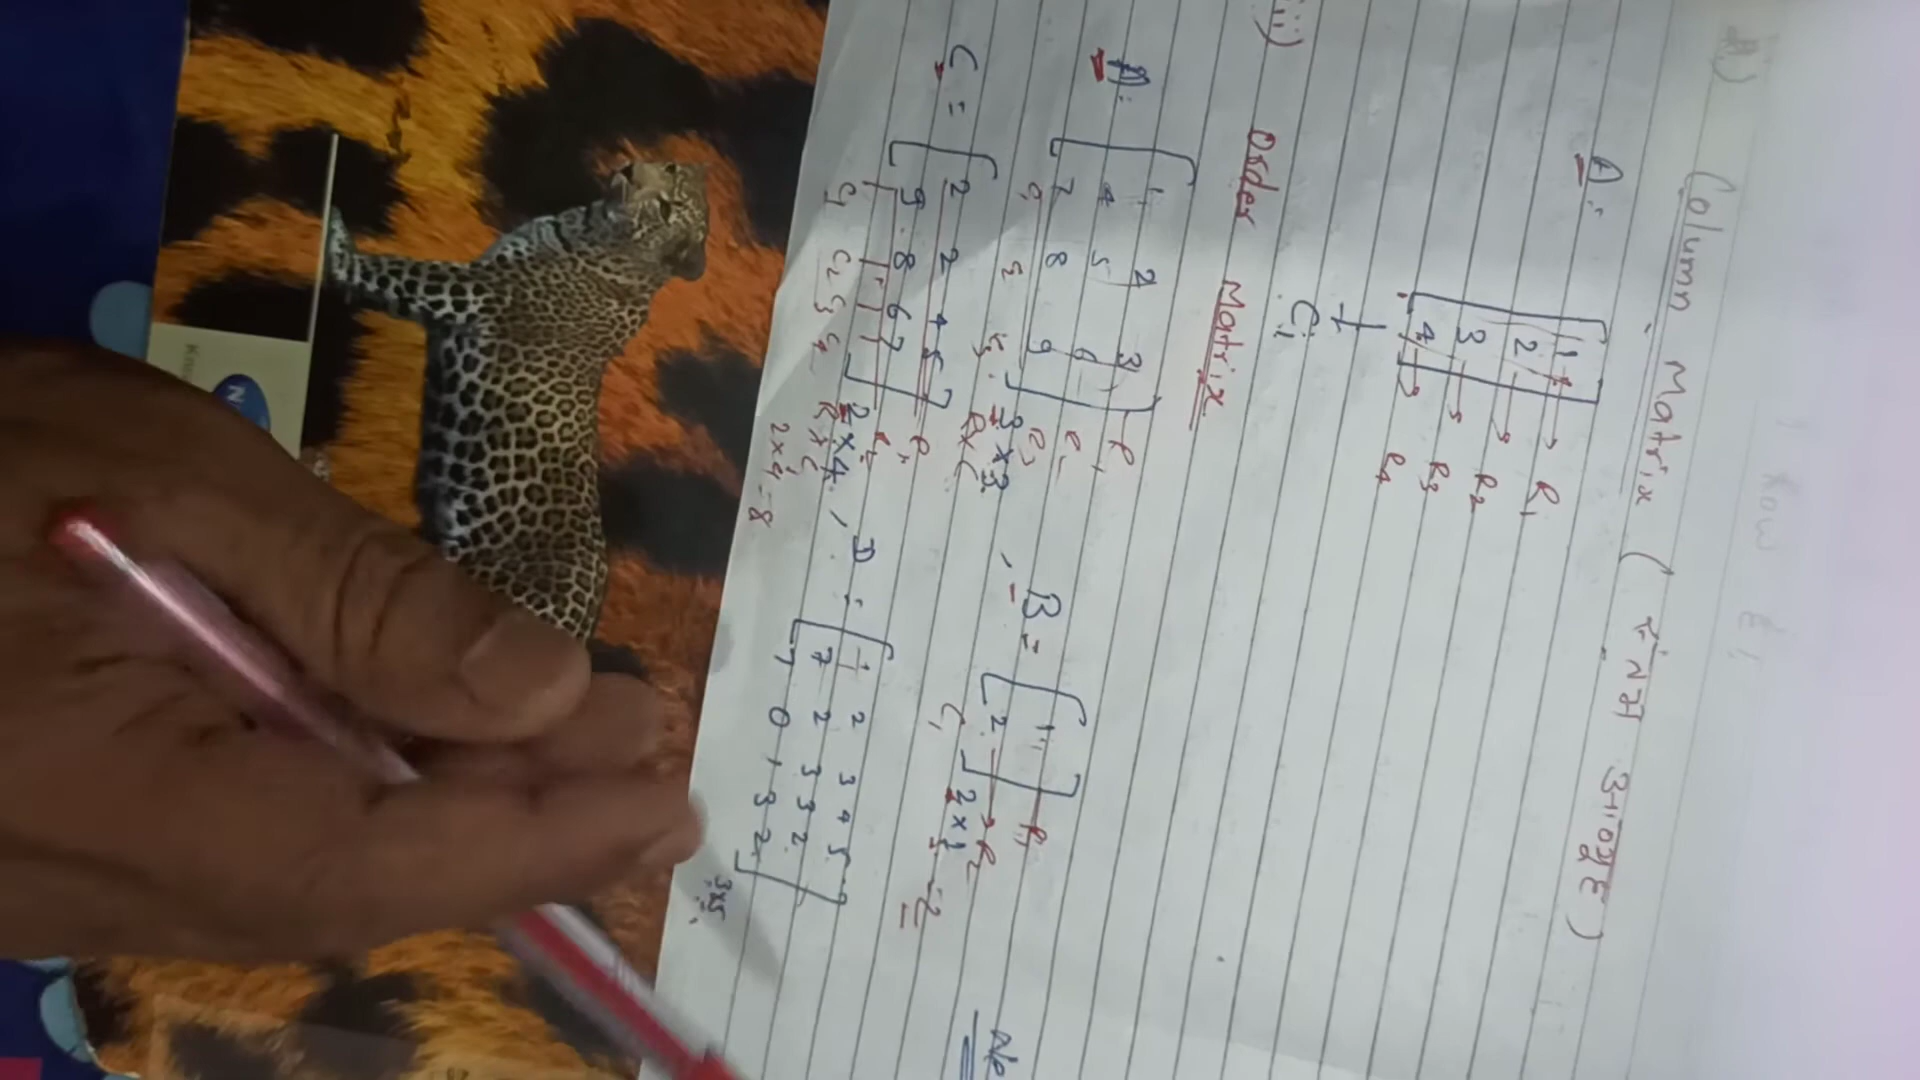 Column Matrix (
A = [1 2 3 4] → R1 → R2 → R3 → R4
C1
iii) Order Matrix
A = [1 2 3 R1
4 5 6 R2
7 8 9] R3 3×3
C1 C2 C3 R×C
, B = [1 R1
2] → R2
C1 2×1 = 2
C = [2 2 4 5 R1
9 8 6 7] R2 2×4
C1 C2 C3 C4 R×C
2×4=8
, D = [1 2 3 4 5
7 2 3 3 2
7 0 1 3 2] 3×5